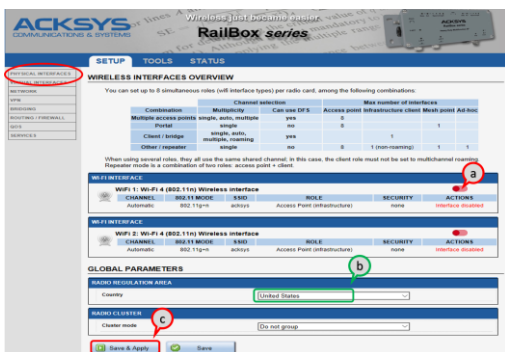 ACKSYS
COMMUNICATIONS & SYSTEMS
Wireless just became easier
RailBox series
SETUP TOOLS STATUS
PHYSICAL INTERFACES
VIRTUAL INTERFACES
NETWORK
VPN
BRIDGING
ROUTING / FIREWALL
QOS
SERVICES
WIRELESS INTERFACES OVERVIEW
You can set up to 8 simultaneous roles (wifi interface types) per radio card, among the following combinations:
Channel selection Max number of interfaces
Combination Multiplicity Can use DFS Access point Infrastructure client Mesh point Ad-hoc
Multiple access points single, auto, multiple yes 8
Portal single no 8 1
Client / bridge single, auto, multiple, roaming yes 1
Other / repeater single no 8 1 (non-roaming) 1 1
When using several roles, they all use the same shared channel; in this case, the client role must not be set to multichannel roaming
Repeater mode is a combination of two roles: access point + client.
a
WI-FI INTERFACE
WiFi 1: Wi-Fi 4 (802.11n) Wireless interface
CHANNEL 802.11 MODE SSID ROLE SECURITY ACTIONS
Automatic 802.11g+n acksys Access Point (infrastructure) none Interface disabled
WI-FI INTERFACE
WiFi 2: Wi-Fi 4 (802.11n) Wireless interface
CHANNEL 802.11 MODE SSID ROLE SECURITY ACTIONS
Automatic 802.11g+n acksys Access Point (infrastructure) none Interface disabled
GLOBAL PARAMETERS
b
RADIO REGULATION AREA
Country United States
RADIO CLUSTER
c
Cluster mode Do not group
Save & Apply Save